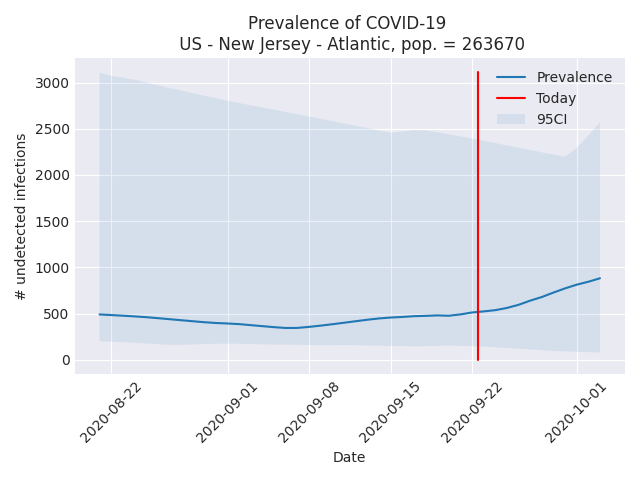 Prevalence of COVID-19
US - New Jersey - Atlantic, pop. = 263670
# undetected infections
3000
2500
2000
1500
1000
500
0
Prevalence
Today
95CI
2020-08-22
2020-09-01
2020-09-08
2020-09-15
2020-09-22
2020-10-01
Date